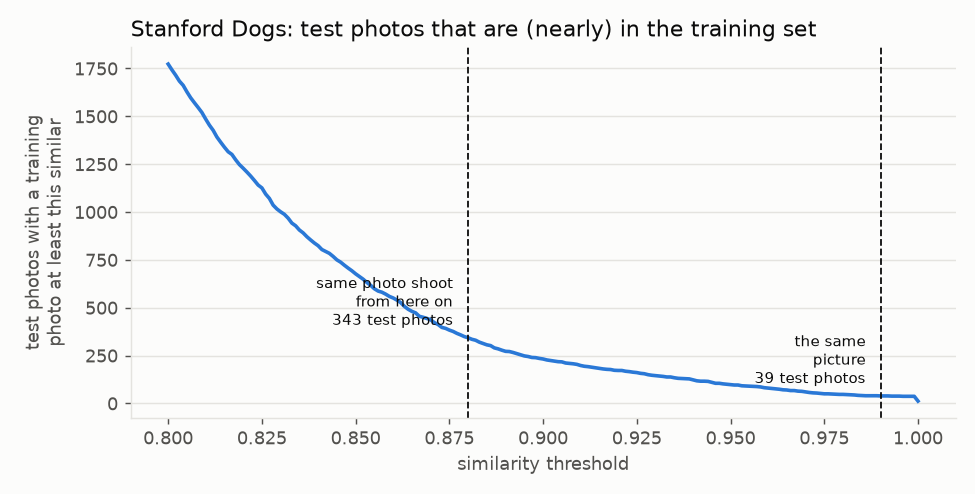 Stanford Dogs: test photos that are (nearly) in the training set
test photos with a training
photo at least this similar
1750
1500
1250
1000
750
500
250
0
same photo shoot
from here on
343 test photos
the same
picture
39 test photos
0.800 0.825 0.850 0.875 0.900 0.925 0.950 0.975 1.000
similarity threshold